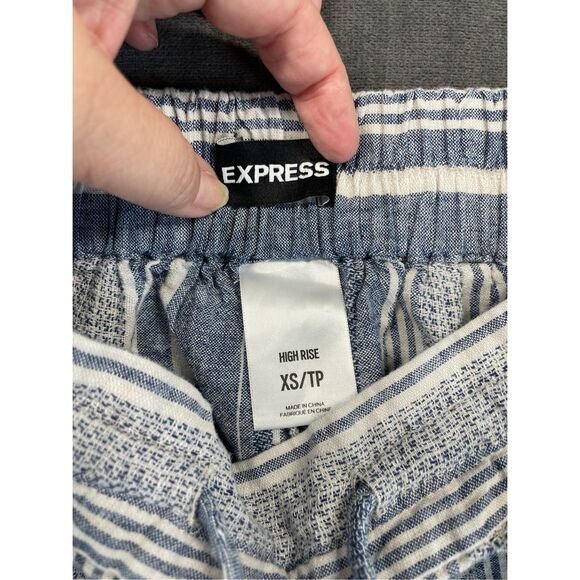 EXPRESS
HIGH RISE
XS/TP
MADE IN CHINA
FABRIQUÉ EN CHINE